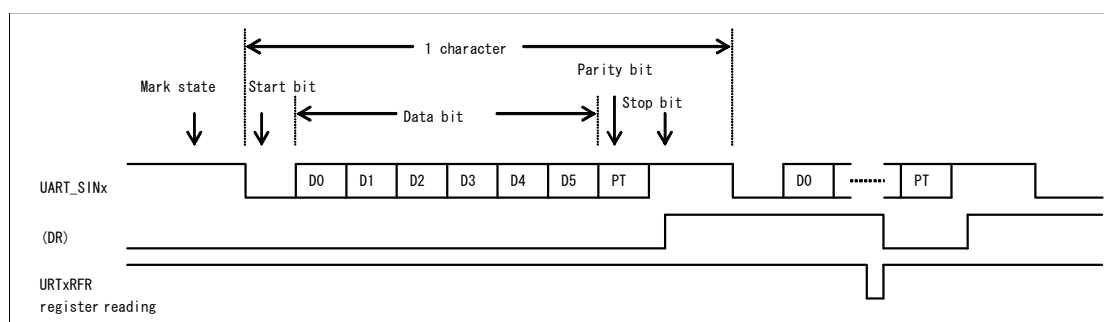 1 character
Parity bit
Mark state
Start bit
Stop bit
Data bit
UART_SINx
D0
D1
D2
D3
D4
D5
PT
D0
PT
(DR)
URTxRFR
register reading